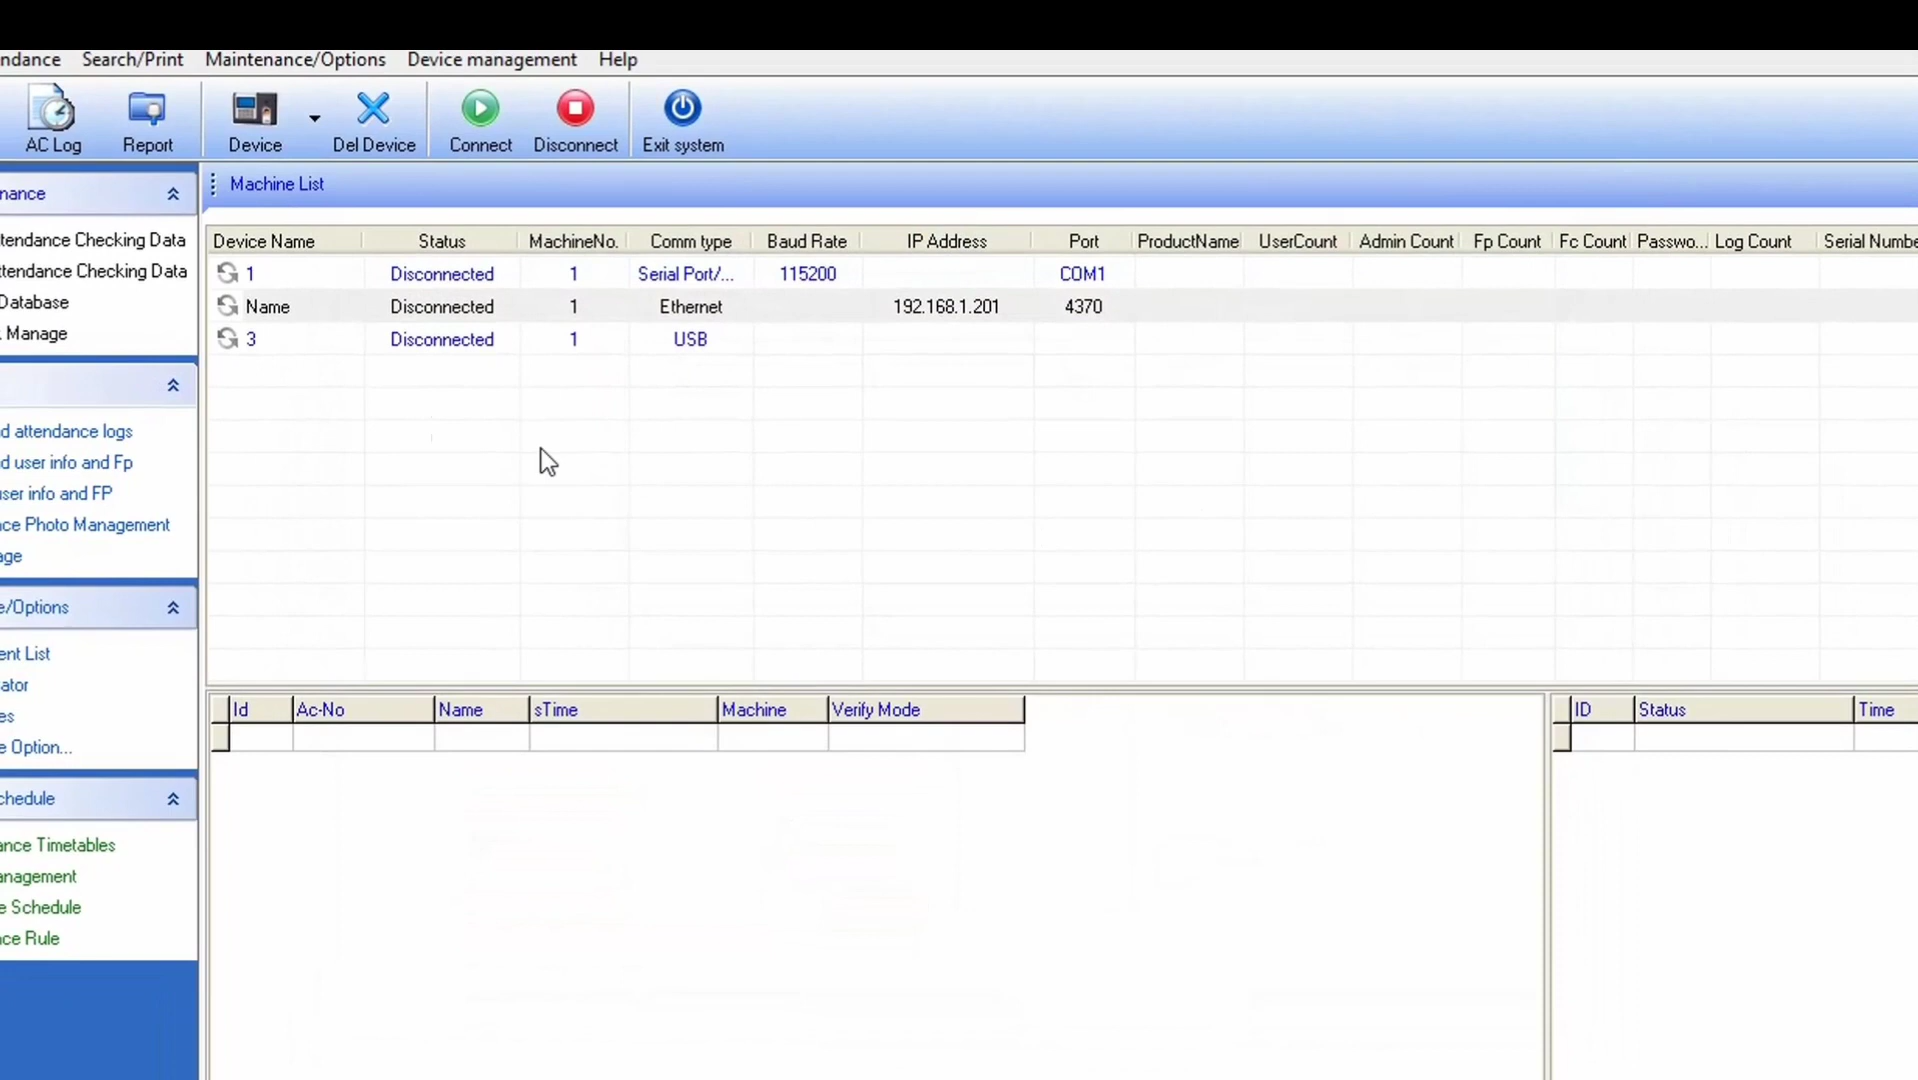 ndance Search/Print Maintenance/Options Device management Help
AC Log Report Device Del Device Connect Disconnect Exit system
nance
tendance Checking Data
ttendance Checking Data
Database
Manage
d attendance logs
d user info and Fp
user info and FP
nce Photo Management
age
e/Options
ent List
ator
es
e Option...
chedule
ance Timetables
anagement
e Schedule
nce Rule
Machine List
Device Name Status MachineNo. Comm type Baud Rate IP Address Port ProductName UserCount Admin Count Fp Count Fc Count Passwo... Log Count Serial Numbe
1 Disconnected 1 Serial Port/... 115200 COM1
Name Disconnected 1 Ethernet 192.168.1.201 4370
3 Disconnected 1 USB
Id Ac-No Name sTime Machine Verify Mode
ID Status Time